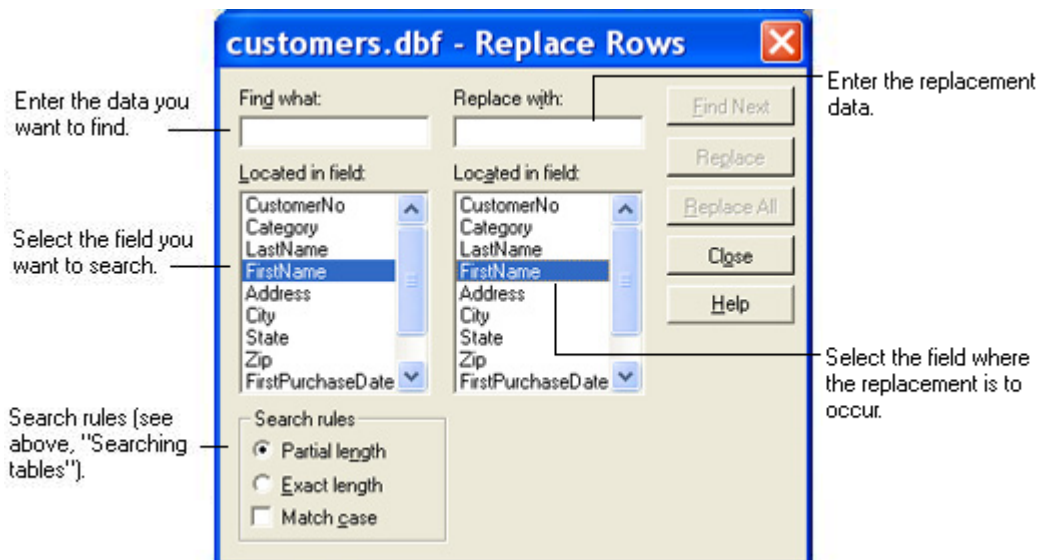 customers.dbf - Replace Rows
Enter the data you
want to find.
Find what:
Replace with:
Enter the replacement
data.
Find Next
Replace
Replace All
Close
Help
Select the field you
want to search.
Located in field:
CustomerNo
Category
LastName
FirstName
Address
City
State
Zip
FirstPurchaseDate
Located in field:
CustomerNo
Category
LastName
FirstName
Address
City
State
Zip
FirstPurchaseDate
Select the field where
the replacement is to
occur.
Search rules (see
above, "Searching
tables").
Search rules
Partial length
Exact length
Match case